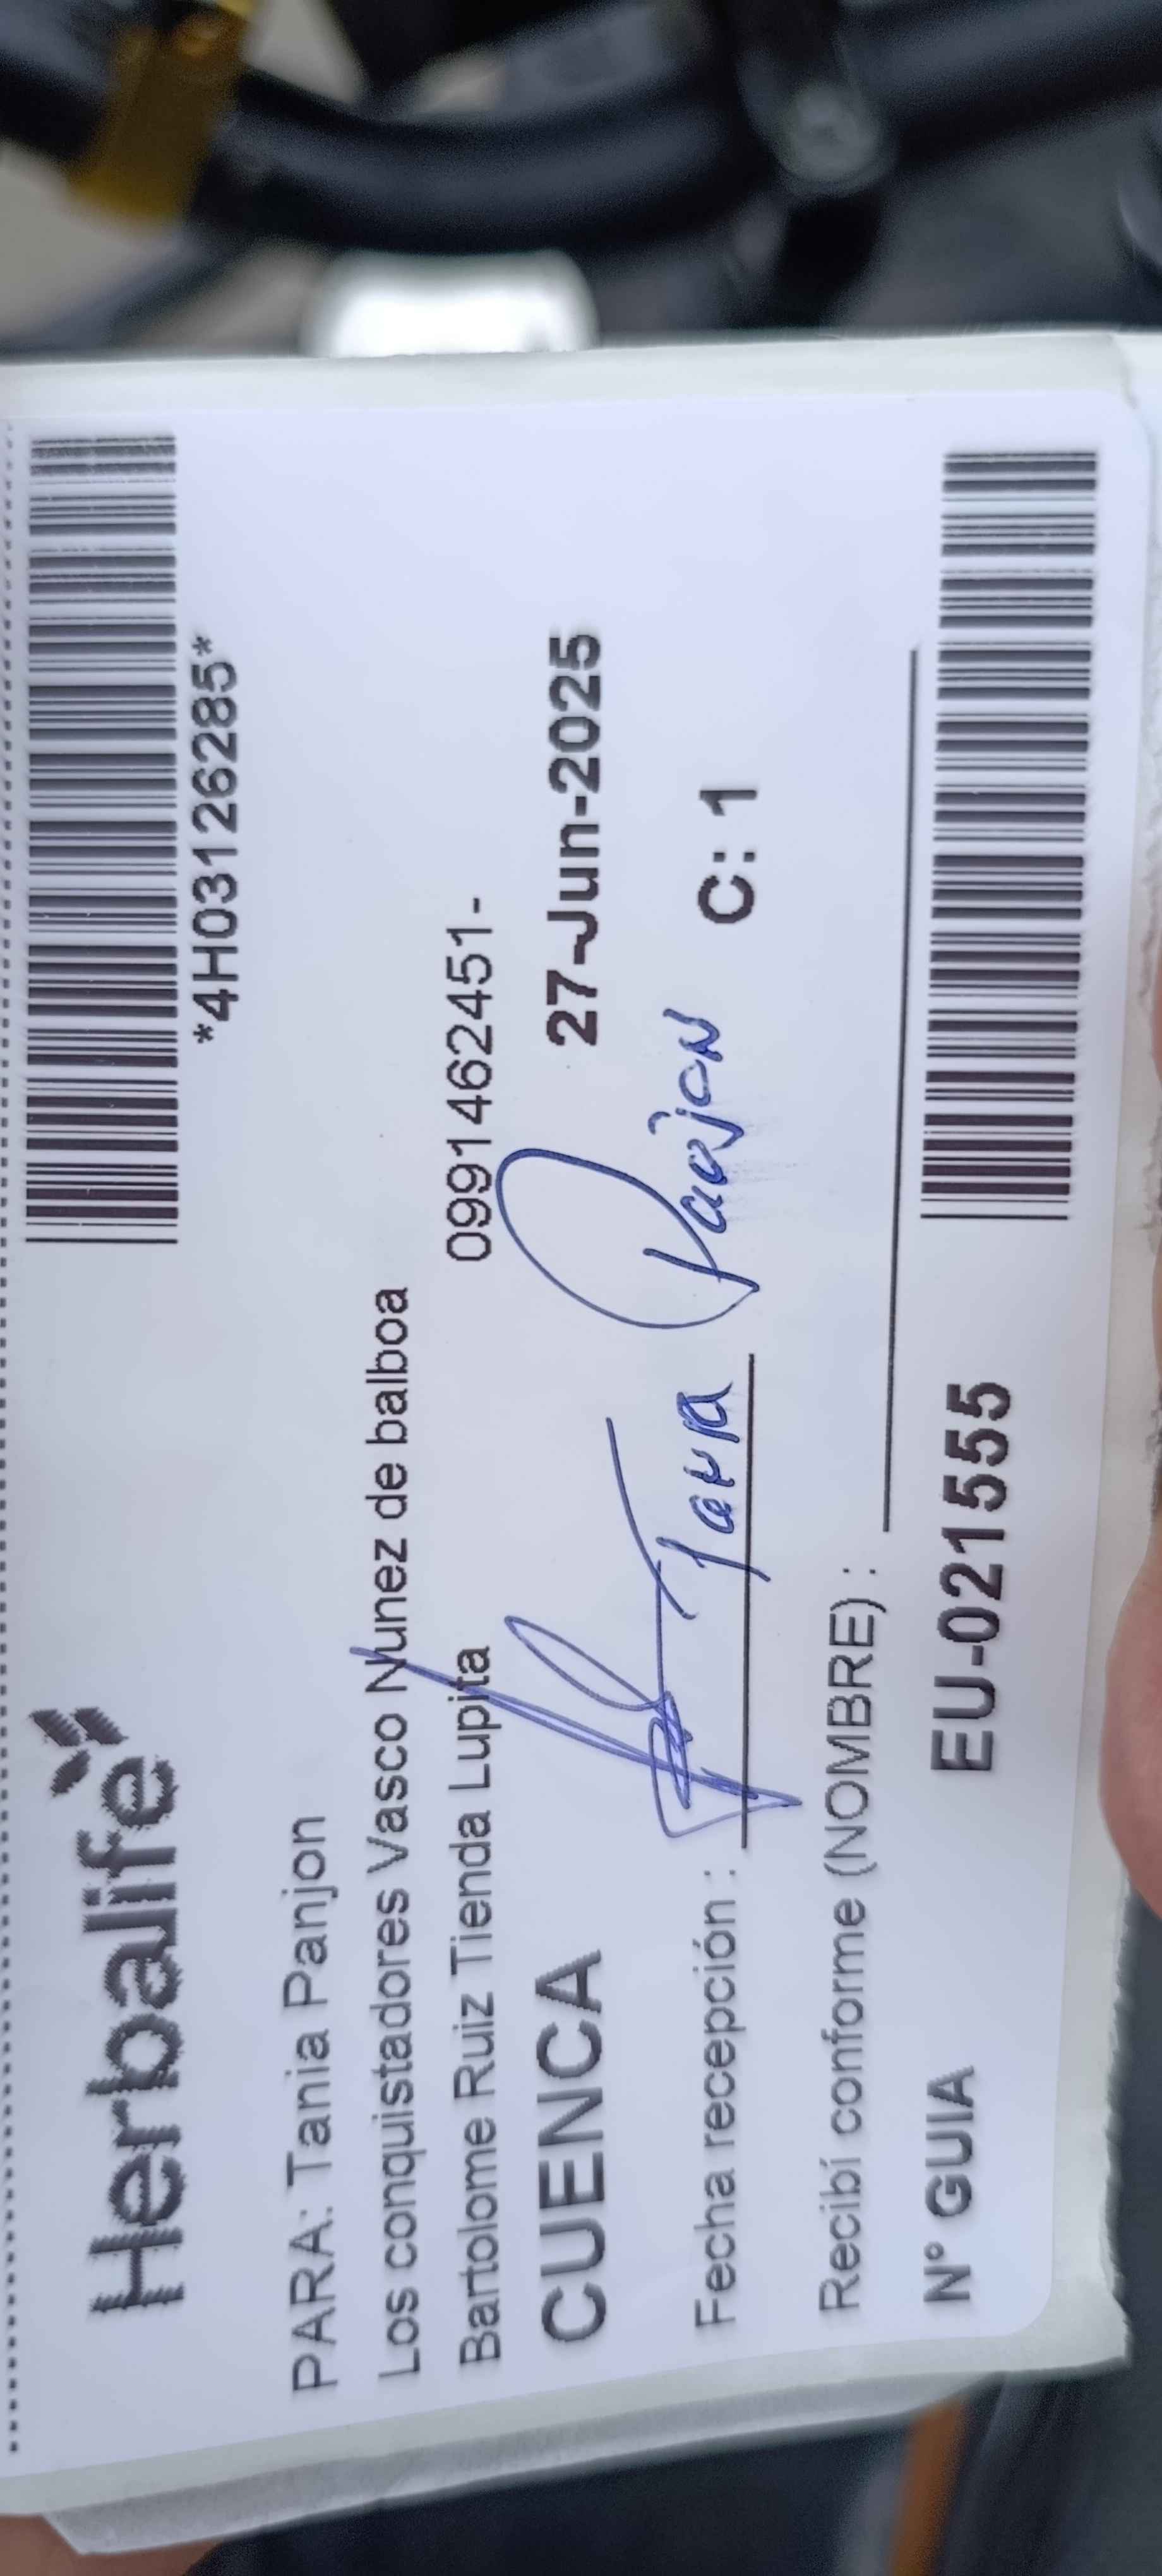 Herbalife
*4H03126285*
PARA: Tania Panjon
Los conquistadores Vasco Nunez de balboa
Bartolome Ruiz Tienda Lupita 0991462451-
CUENCA 27-Jun-2025
Fecha recepción : Tania Panjon C: 1
Recibí conforme (NOMBRE) :
N° GUIA EU-021555